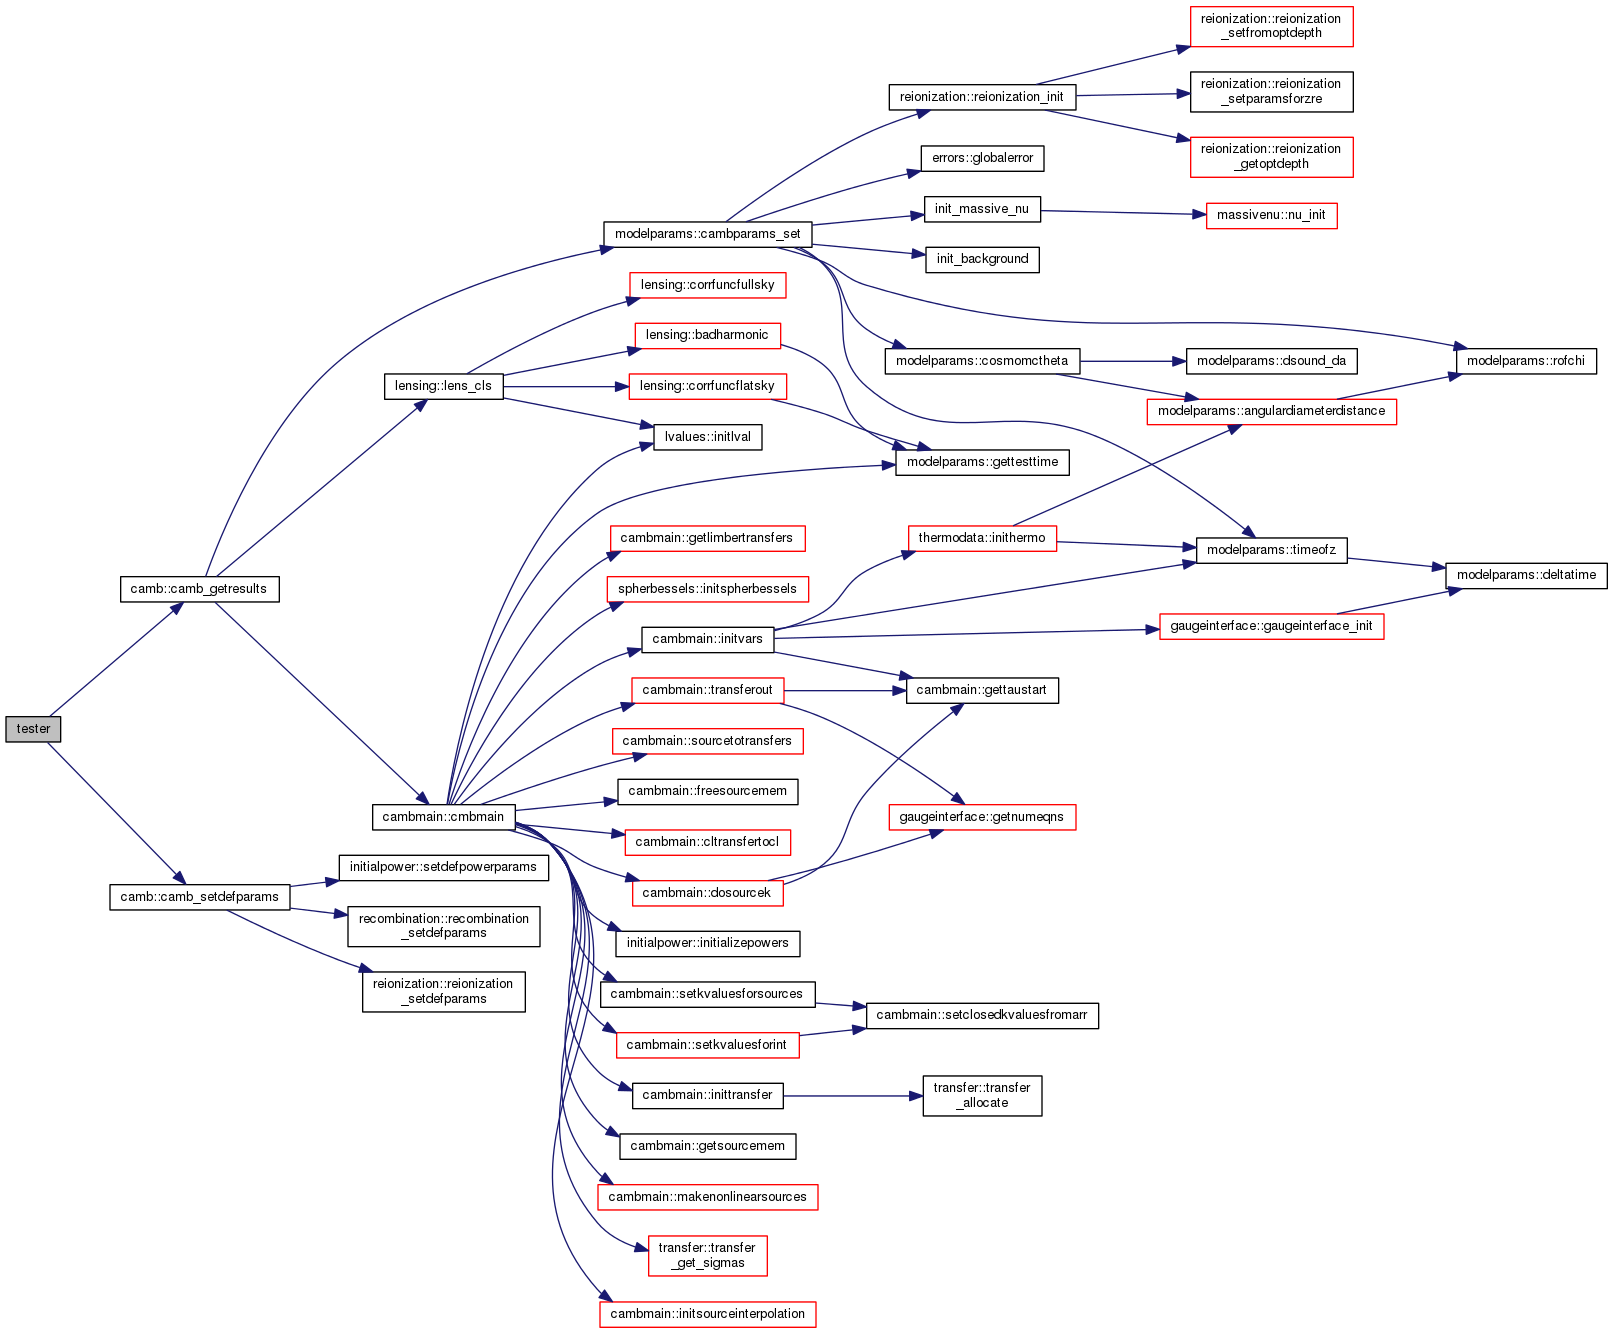 reionization::reionization
_setfromoptdepth
reionization::reionization
_setparamsforzre
reionization::reionization_init
reionization::reionization
_getoptdepth
errors::globalerror
init_massive_nu
massivenu::nu_init
modelparams::cambparams_set
init_background
lensing::corrfuncfullsky
lensing::badharmonic
modelparams::cosmomctheta
modelparams::dsound_da
modelparams::rofchi
lensing::lens_cls
lensing::corrfuncflatsky
modelparams::angulardiameterdistance
lvalues::initlval
modelparams::gettesttime
cambmain::getlimbertransfers
thermodata::inithermo
modelparams::timeofz
modelparams::deltatime
camb::camb_getresults
spherbessels::initspherbessels
gaugeinterface::gaugeinterface_init
cambmain::initvars
cambmain::transferout
cambmain::gettaustart
tester
cambmain::sourcetotransfers
cambmain::freesourcemem
cambmain::cmbmain
gaugeinterface::getnumeqns
cambmain::cltransfertocl
initialpower::setdefpowerparams
camb::camb_setdefparams
cambmain::dosourcek
recombination::recombination
_setdefparams
initialpower::initializepowers
reionization::reionization
_setdefparams
cambmain::setkvaluesforsources
cambmain::setclosedkvaluesfromarr
cambmain::setkvaluesforint
cambmain::inittransfer
transfer::transfer
_allocate
cambmain::getsourcemem
cambmain::makenonlinearsources
transfer::transfer
_get_sigmas
cambmain::initsourceinterpolation